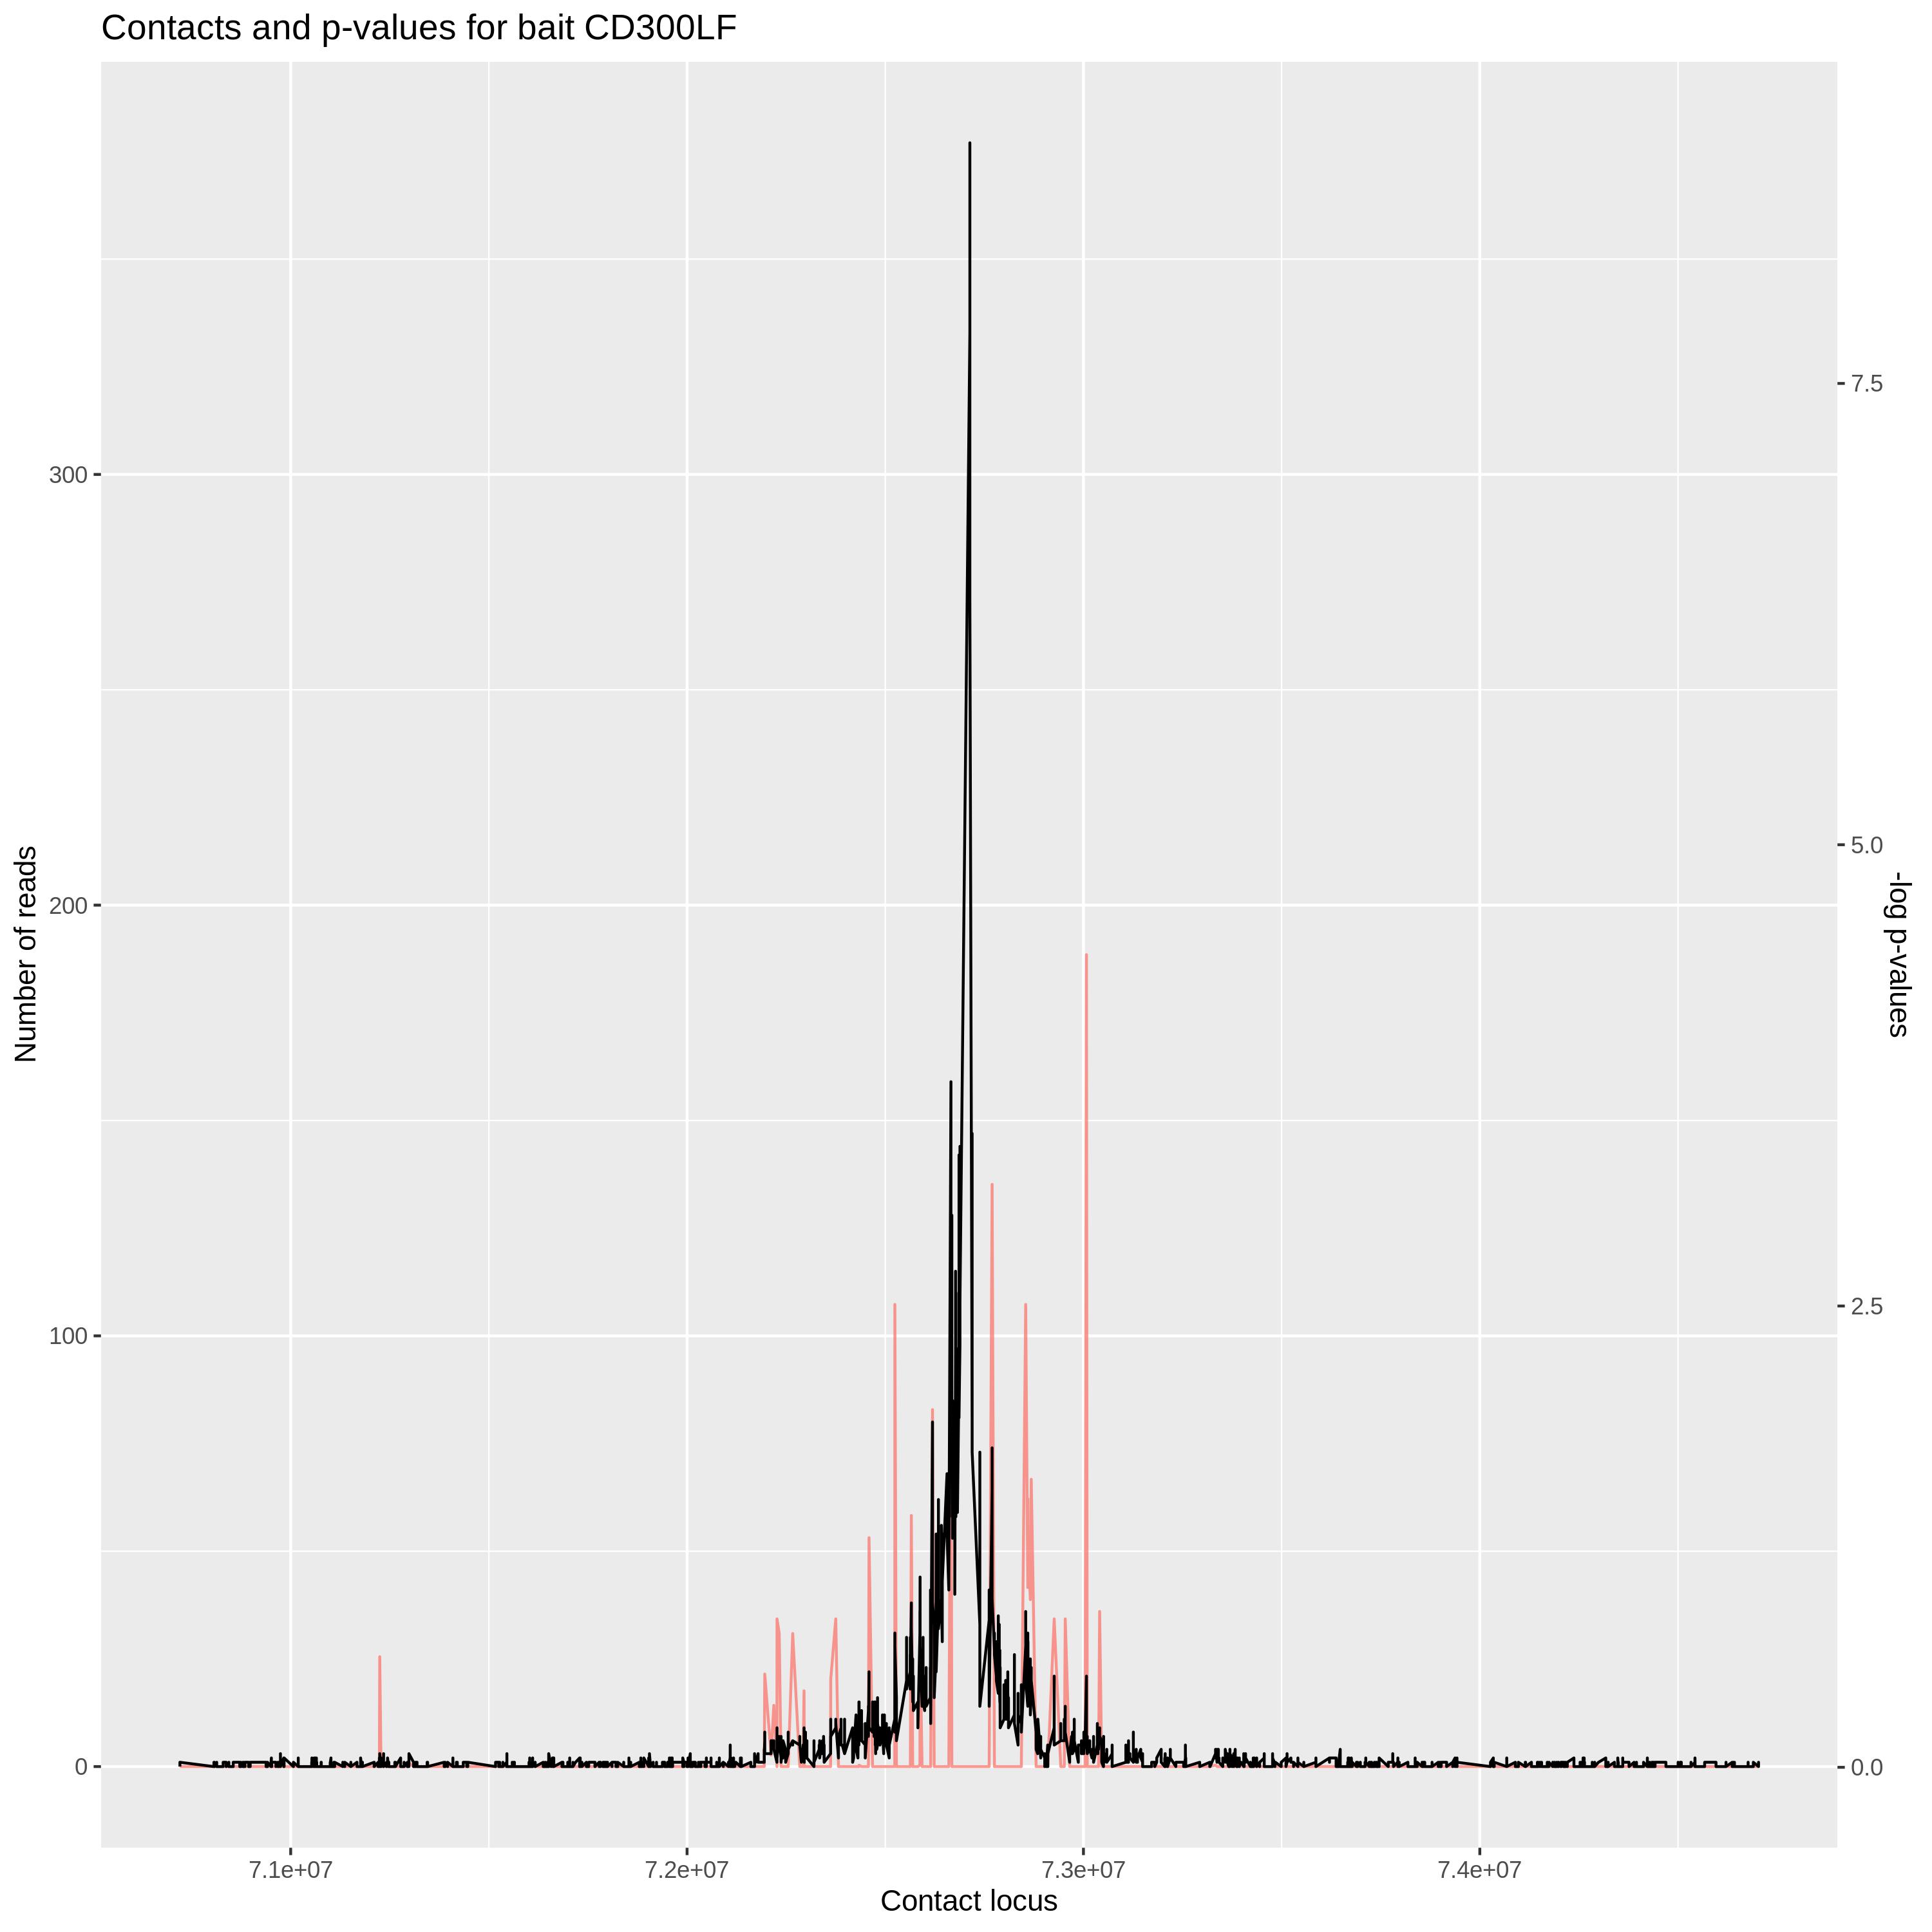 Contacts and p-values for bait CD300LF
Number of reads
300
200
100
0
7.5
5.0
2.5
0.0
-log p-values
7.1e+07
7.2e+07
7.3e+07
7.4e+07
Contact locus